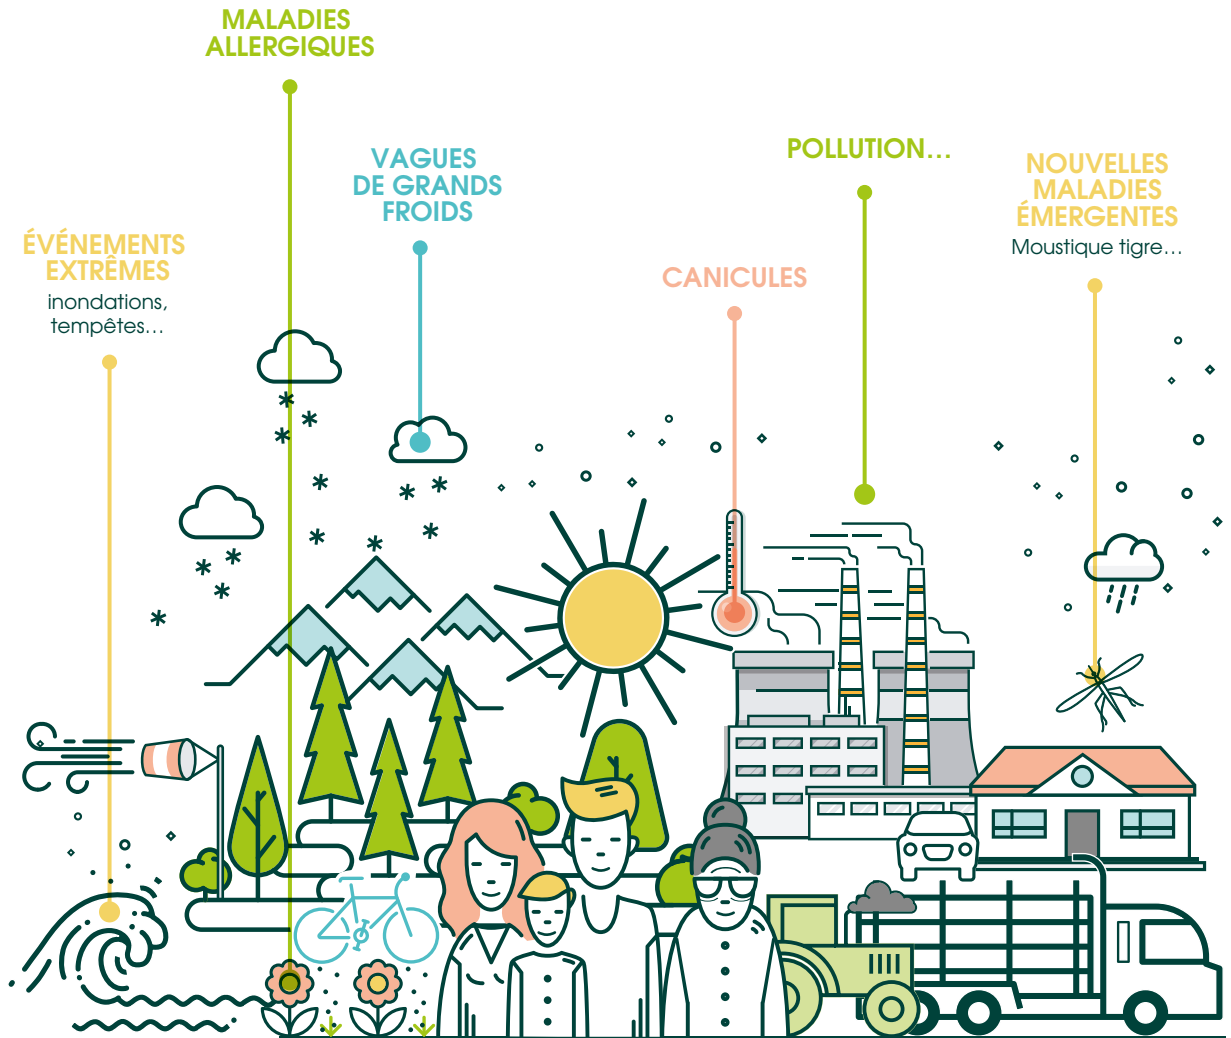 MALADIES
ALLERGIQUES
VAGUES
DE GRANDS
FROIDS
POLLUTION...
NOUVELLES
MALADIES
ÉMERGENTES
Moustique tigre...
ÉVÉNEMENTS
EXTRÊMES
inondations,
tempêtes...
CANICULES